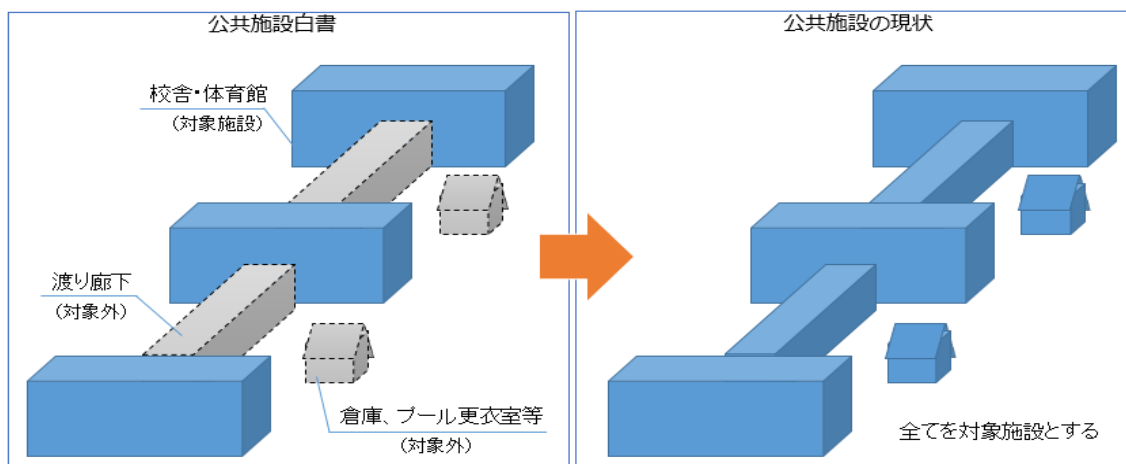 公共施設白書
校舎・体育館
(対象施設)
渡り廊下
(対象外)
倉庫、プール更衣室等
(対象外)
公共施設の現状
全てを対象施設とする